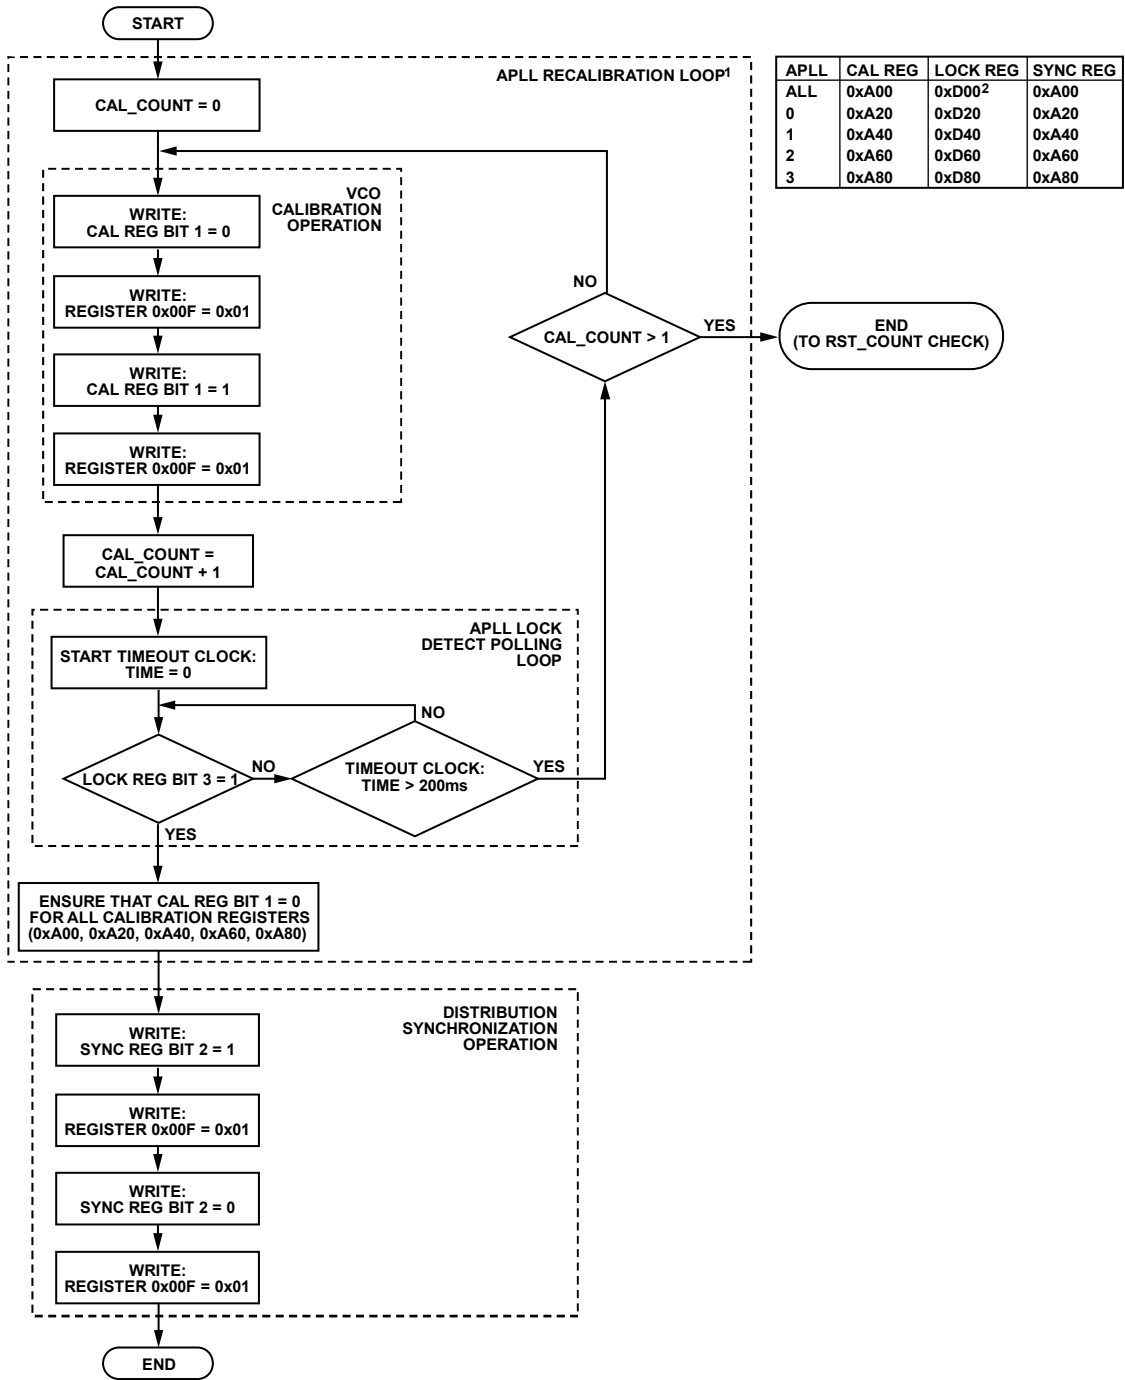 START
APLL RECALIBRATION LOOP1
CAL_COUNT = 0
APLL CAL REG LOCK REG SYNC REG
ALL 0xA00 0xD002 0xA00
0 0xA20 0xD20 0xA20
1 0xA40 0xD40 0xA40
2 0xA60 0xD60 0xA60
3 0xA80 0xD80 0xA80
VCO
CALIBRATION
OPERATION
WRITE:
CAL REG BIT 1 = 0
WRITE:
REGISTER 0x00F = 0x01
WRITE:
CAL REG BIT 1 = 1
WRITE:
REGISTER 0x00F = 0x01
NO
CAL_COUNT > 1
YES
END
(TO RST_COUNT CHECK)
CAL_COUNT =
CAL_COUNT + 1
APLL LOCK
DETECT POLLING
LOOP
START TIMEOUT CLOCK:
TIME = 0
NO
LOCK REG BIT 3 = 1
NO
TIMEOUT CLOCK:
TIME > 200ms
YES
YES
ENSURE THAT CAL REG BIT 1 = 0
FOR ALL CALIBRATION REGISTERS
(0xA00, 0xA20, 0xA40, 0xA60, 0xA80)
DISTRIBUTION
SYNCHRONIZATION
OPERATION
WRITE:
SYNC REG BIT 2 = 1
WRITE:
REGISTER 0x00F = 0x01
WRITE:
SYNC REG BIT 2 = 0
WRITE:
REGISTER 0x00F = 0x01
END